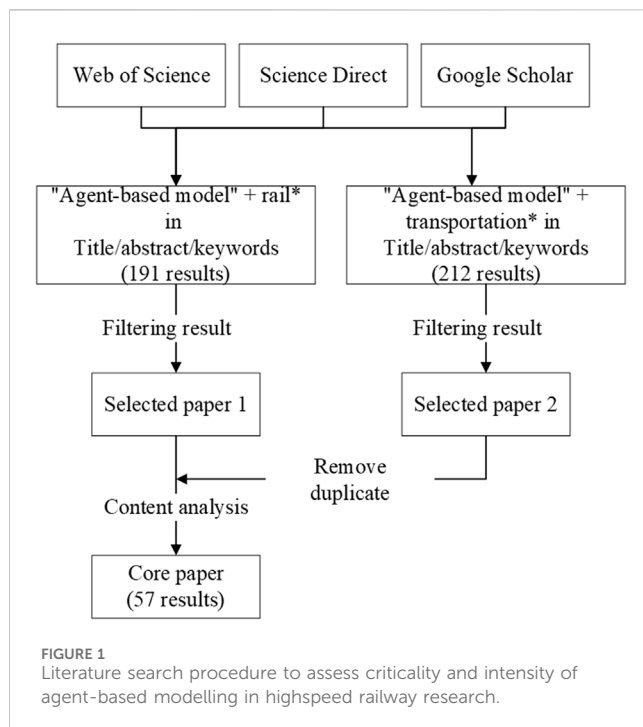 Web of Science
Science Direct
Google Scholar
"Agent-based model" + rail*
in
Title/abstract/keywords
(191 results)
"Agent-based model" +
transportation* in
Title/abstract/keywords
(212 results)
Filtering result
Filtering result
Selected paper 1
Selected paper 2
Remove
duplicate
Content analysis
Core paper
(57 results)
FIGURE 1
Literature search procedure to assess criticality and intensity of
agent-based modelling in highspeed railway research.